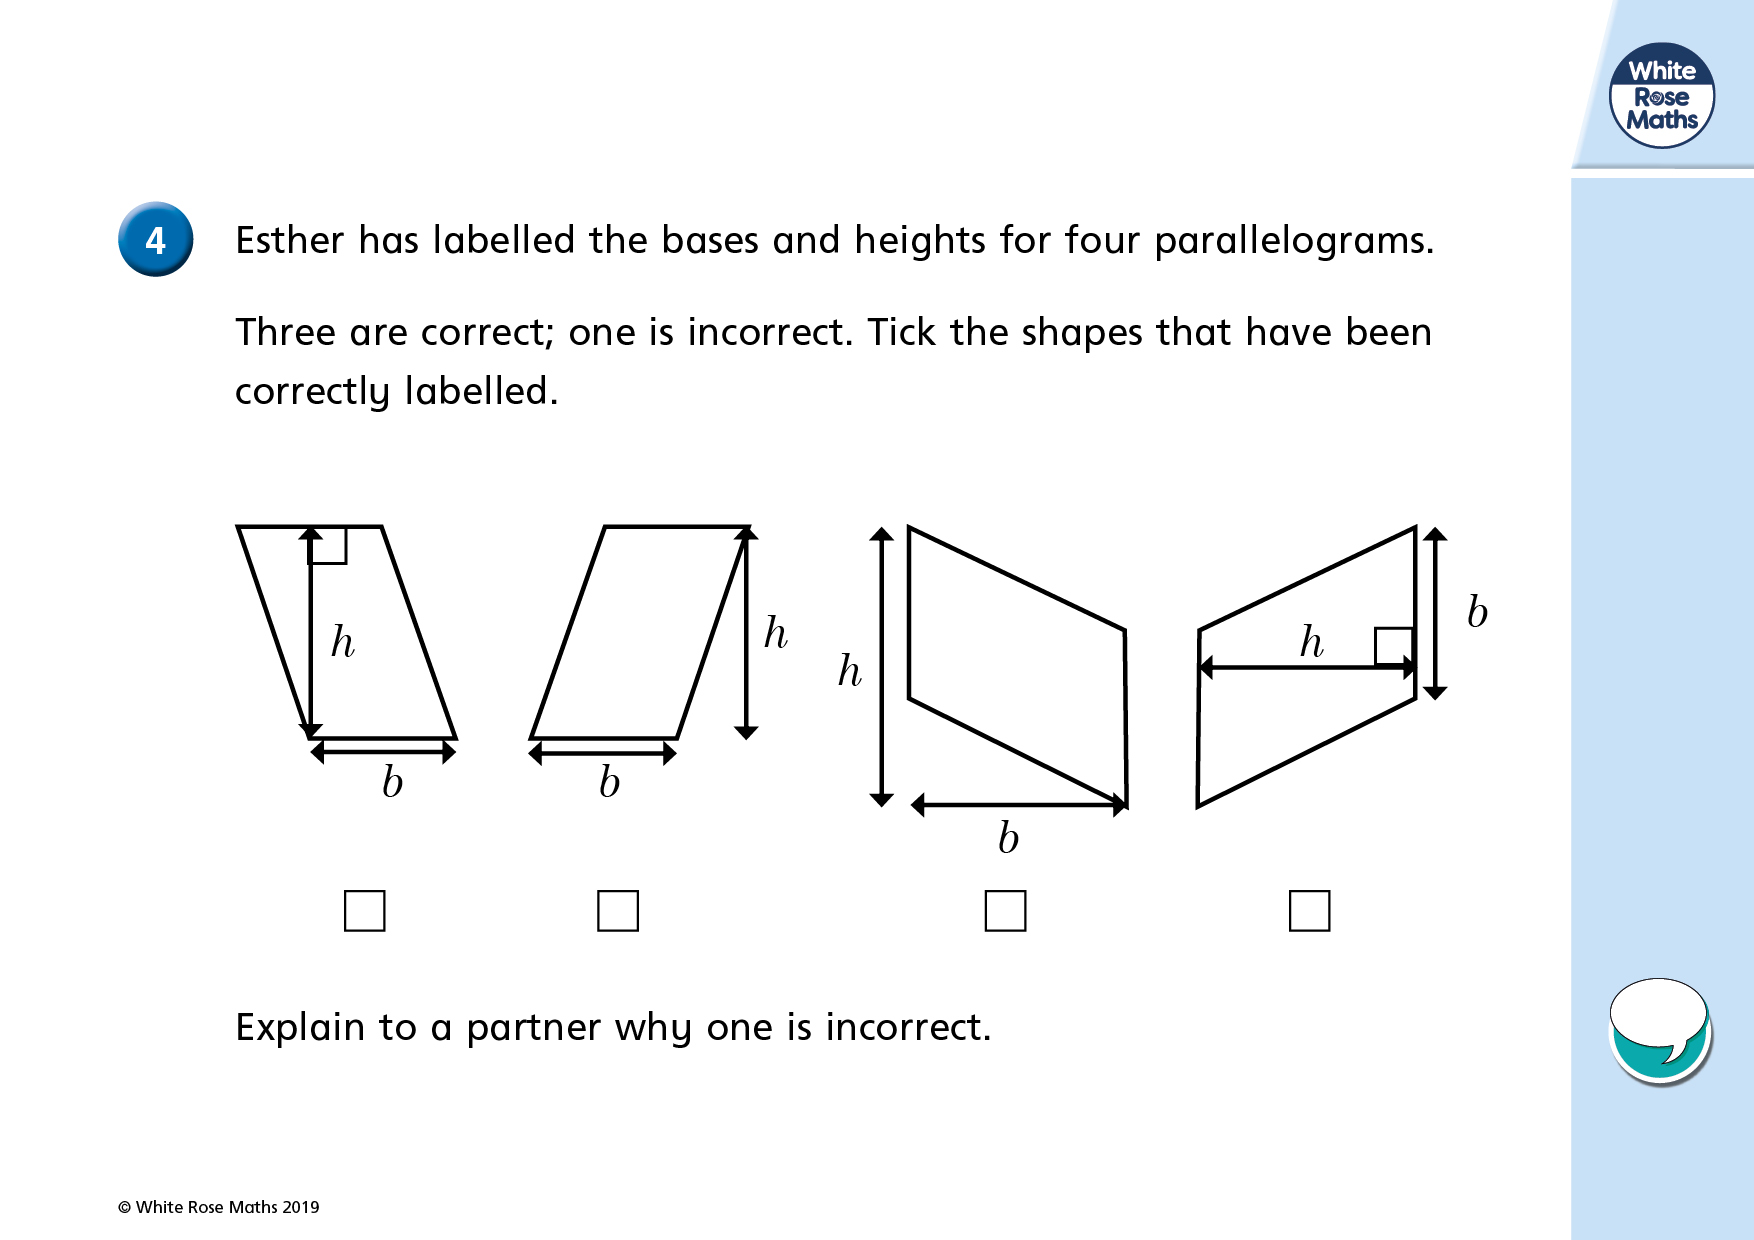 White
Rose
Maths
4
Esther has labelled the bases and heights for four parallelograms.
Three are correct; one is incorrect. Tick the shapes that have been
correctly labelled.
h
b
h
b
h
b
h
b
Explain to a partner why one is incorrect.
© White Rose Maths 2019